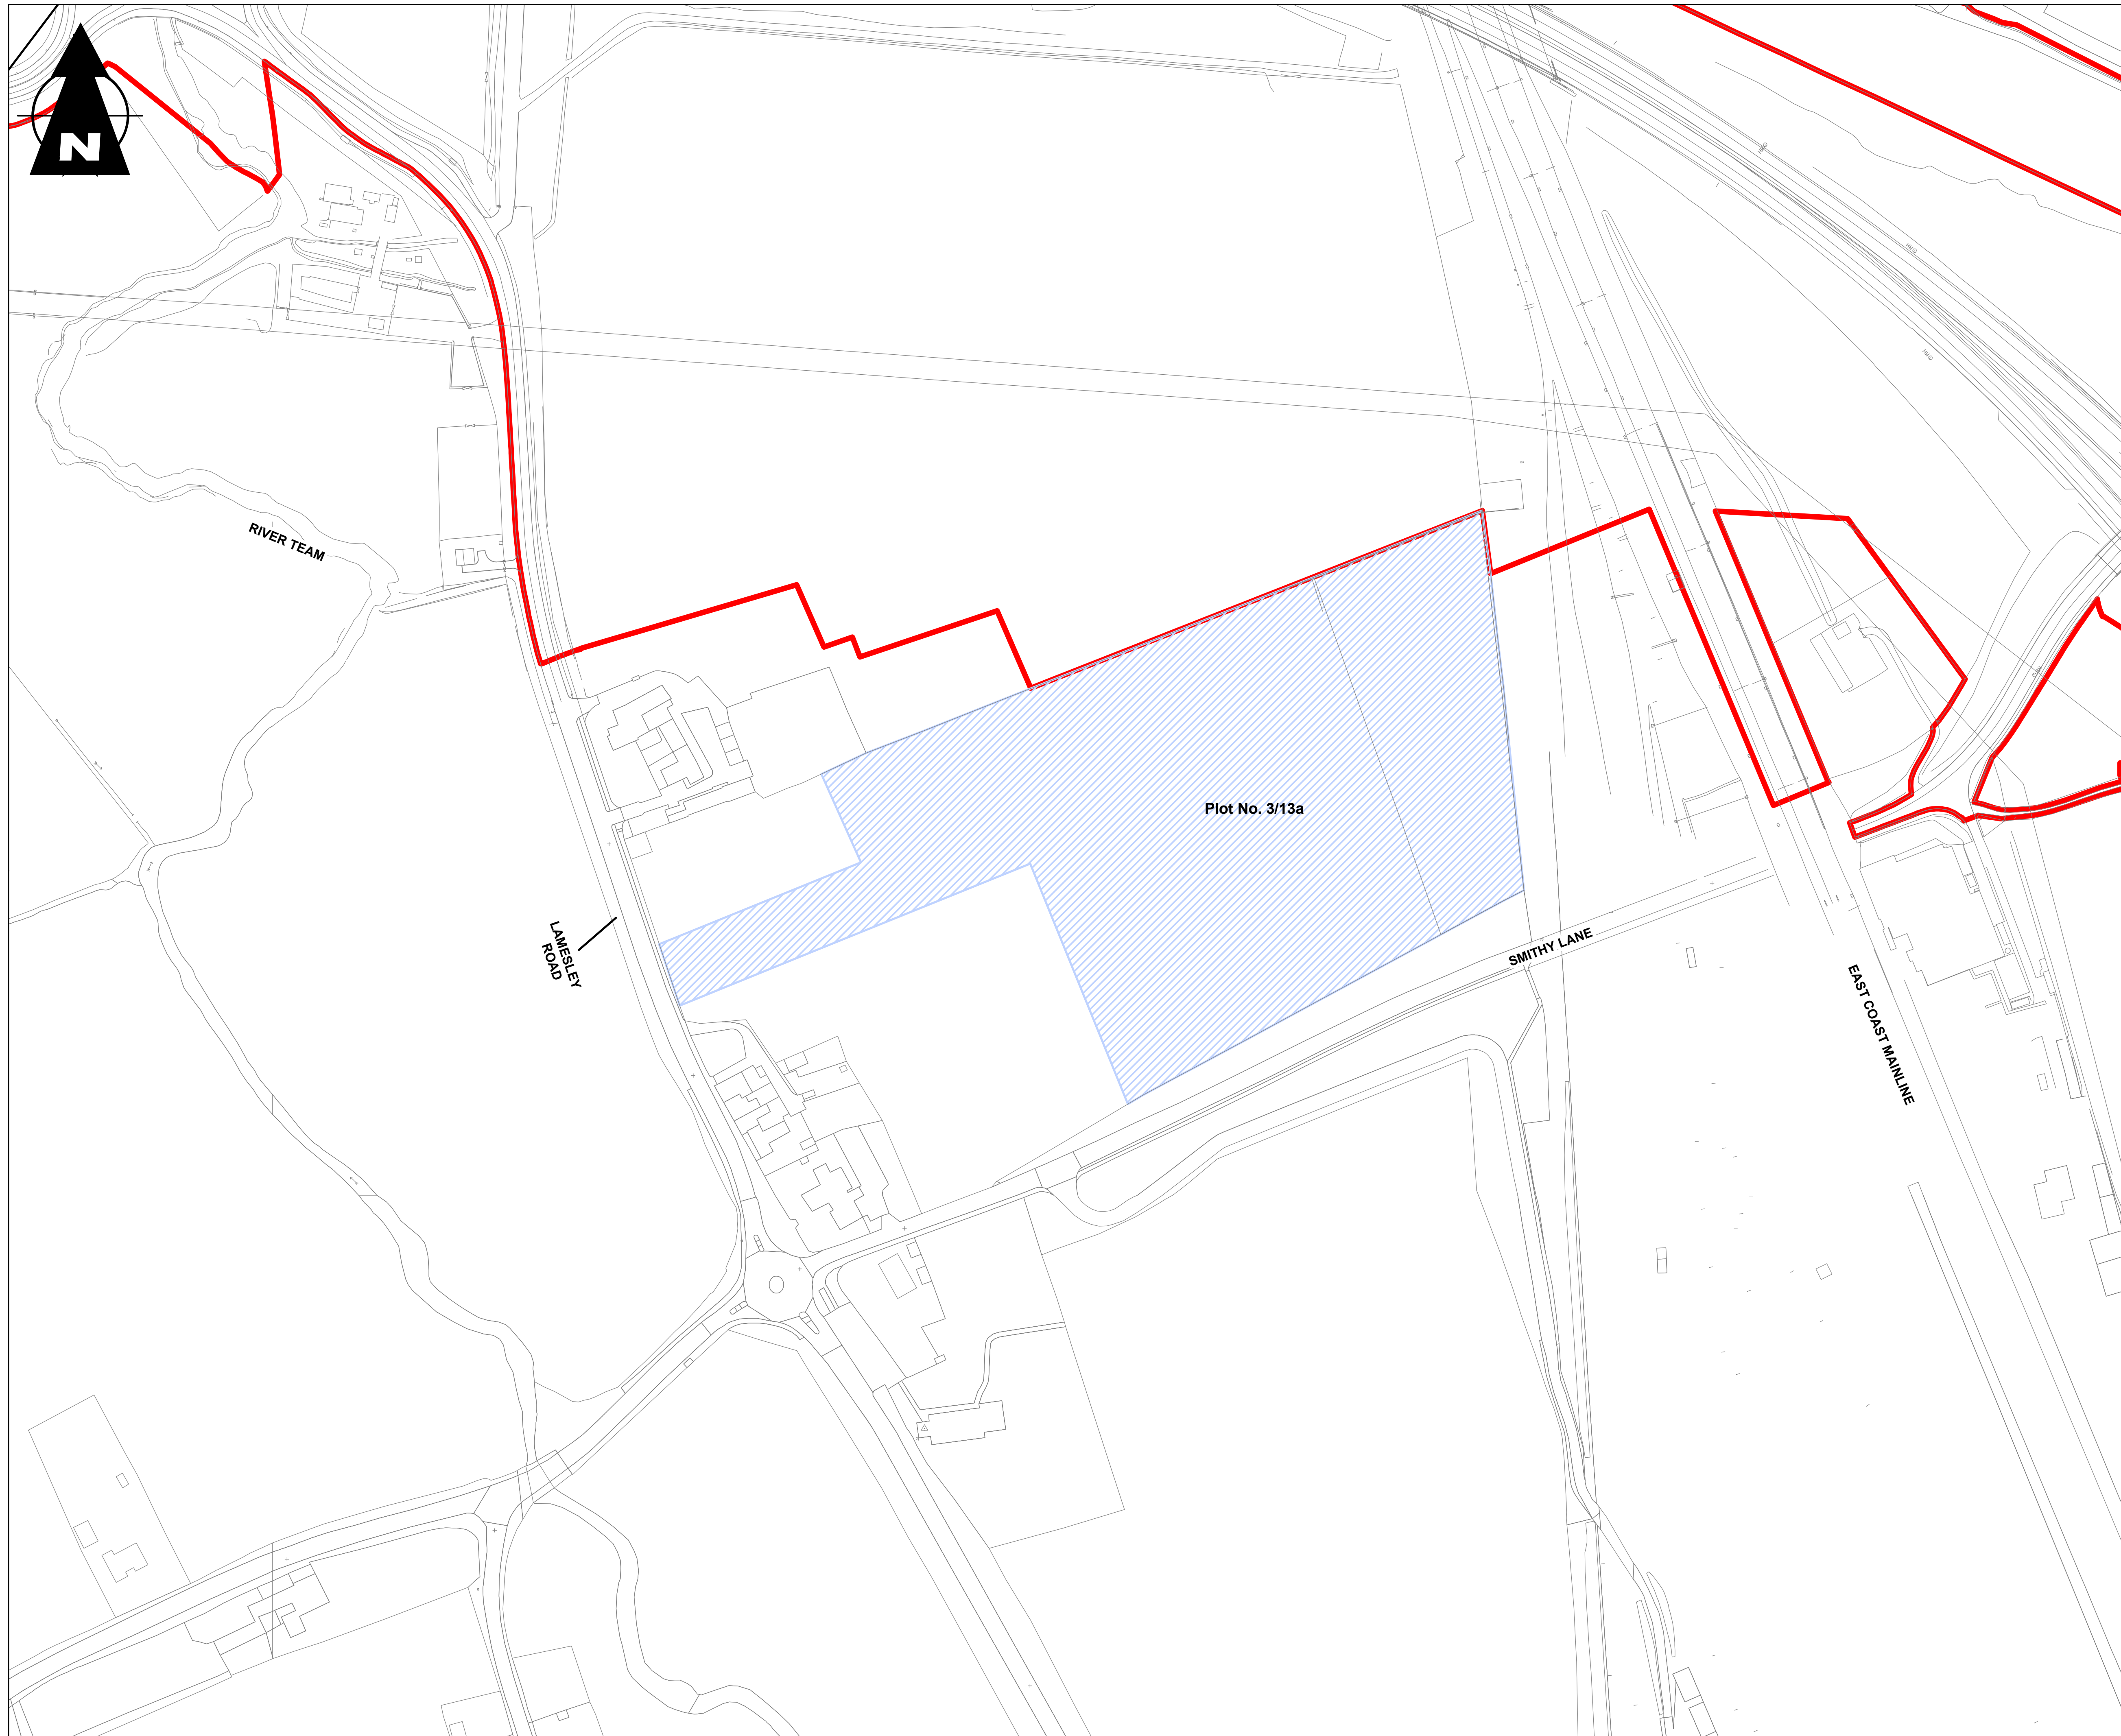 N
RIVER TEAM
Plot No. 3/13a
LAMESLEY
ROAD
SMITHY LANE
EAST COAST MAINLINE